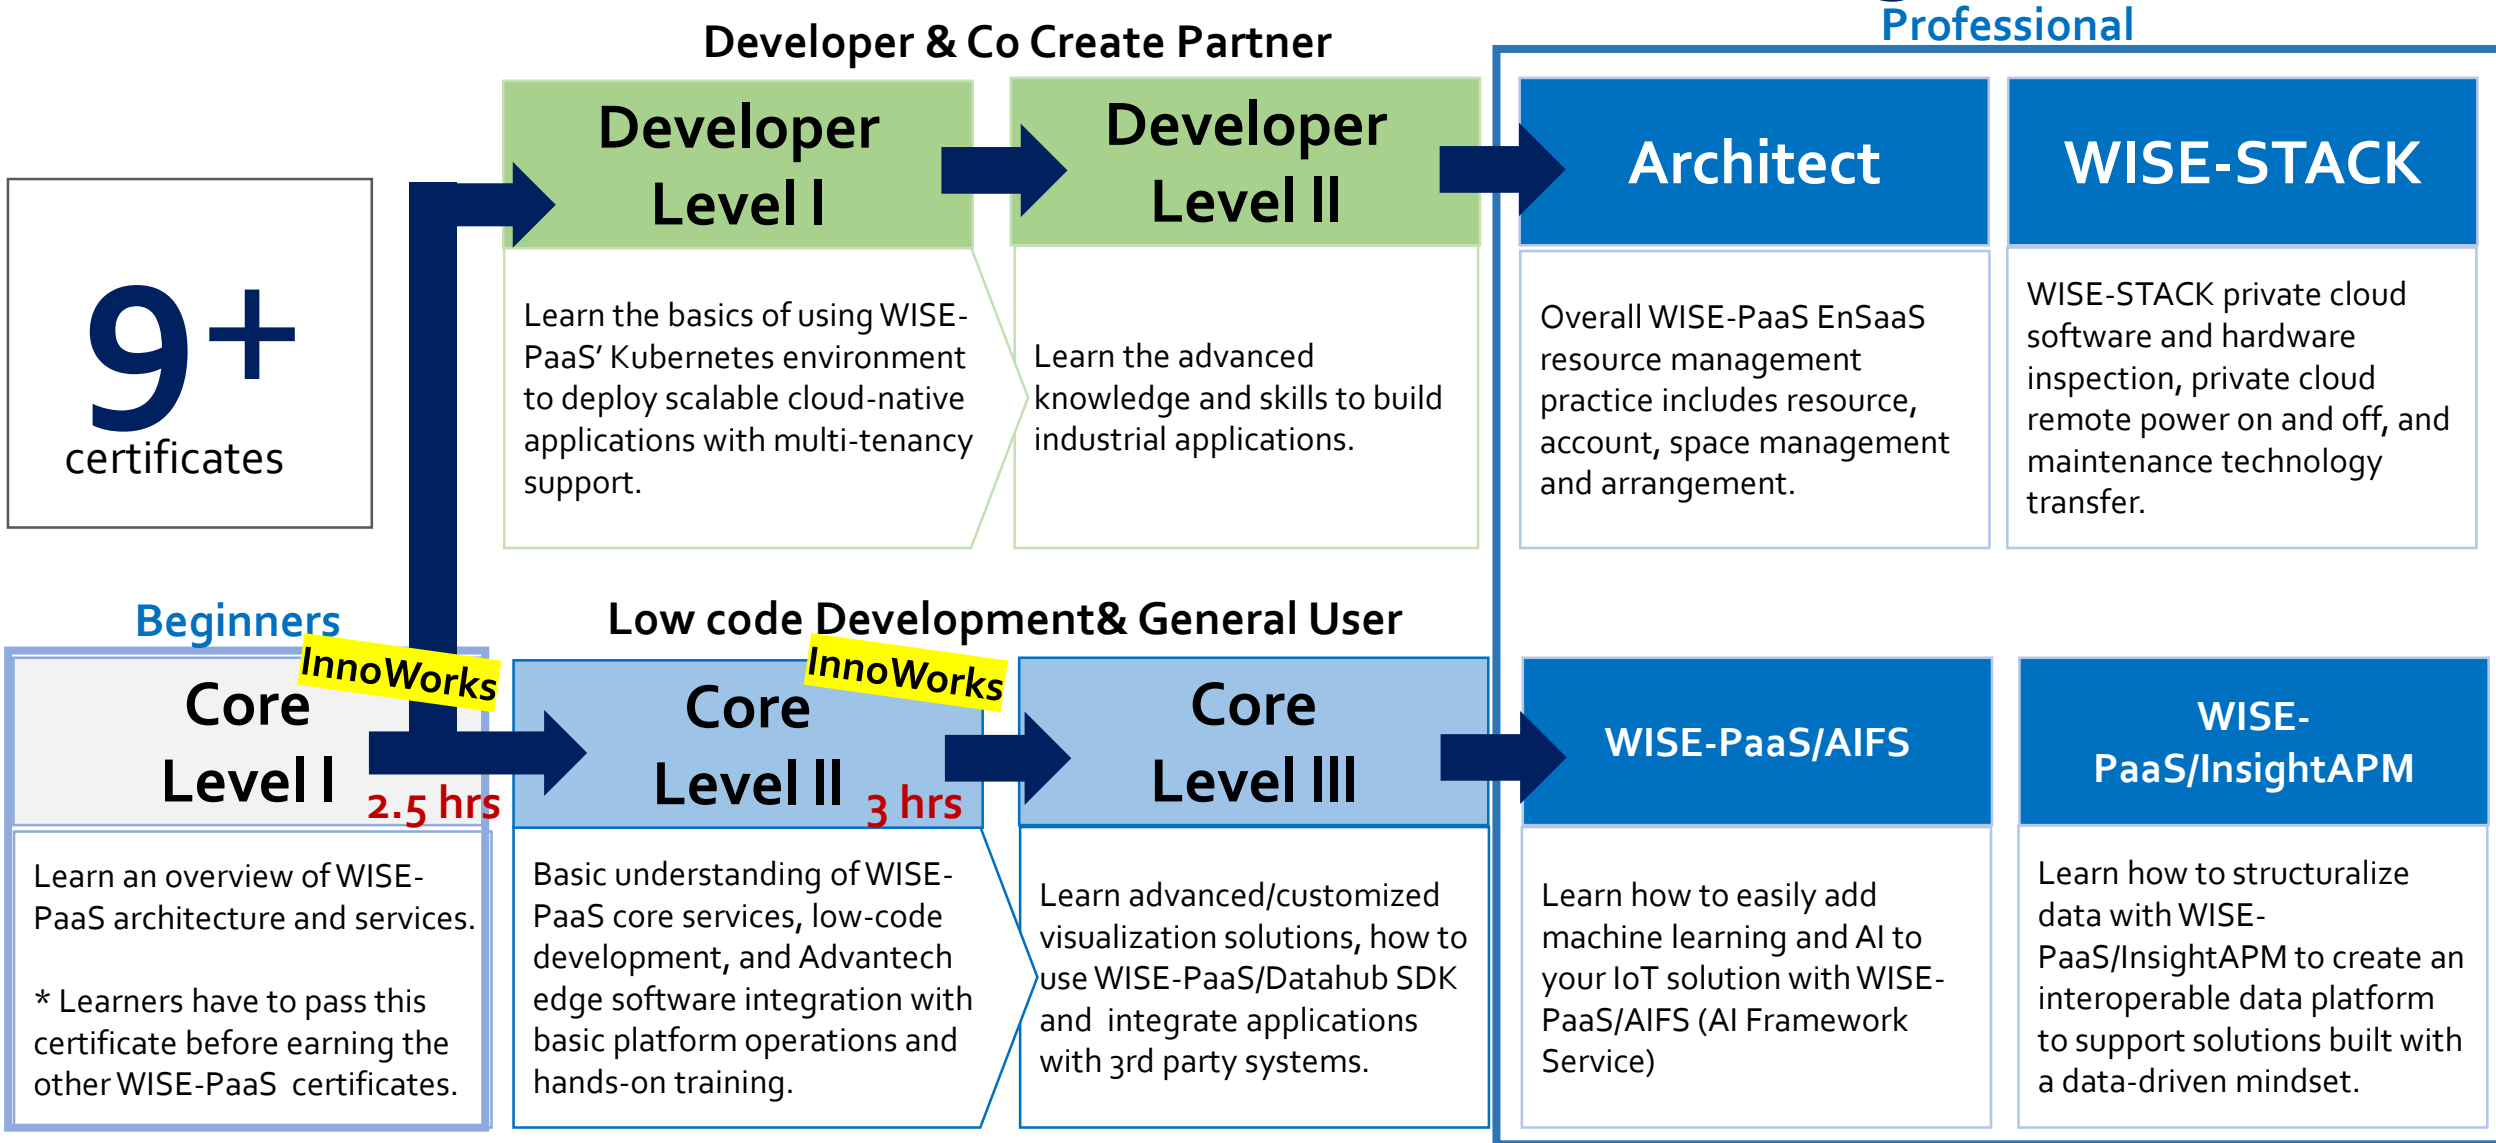 Professional
Developer & Co Create Partner
Developer
Level I
Developer
Level II
Architect
WISE-STACK
9+
certificates
Learn the basics of using WISE-
PaaS’ Kubernetes environment
to deploy scalable cloud-native
applications with multi-tenancy
support.
Learn the advanced
knowledge and skills to build
industrial applications.
Overall WISE-PaaS EnSaaS
resource management
practice includes resource,
account, space management
and arrangement.
WISE-STACK private cloud
software and hardware
inspection, private cloud
remote power on and off, and
maintenance technology
transfer.
Beginners
Low code Development& General User
InnoWorks
InnoWorks
Core
Level I
2.5 hrs
Core
Level II
3 hrs
Core
Level III
WISE-PaaS/AIFS
WISE-
PaaS/InsightAPM
Learn an overview of WISE-
PaaS architecture and services.
* Learners have to pass this
certificate before earning the
other WISE-PaaS  certificates.
Basic understanding of WISE-
PaaS core services, low-code
development, and Advantech
edge software integration with
basic platform operations and
hands-on training.
Learn advanced/customized
visualization solutions, how to
use WISE-PaaS/Datahub SDK
and  integrate applications
with 3rd party systems.
Learn how to easily add
machine learning and AI to
your IoT solution with WISE-
PaaS/AIFS (AI Framework
Service)
Learn how to structuralize
data with WISE-
PaaS/InsightAPM to create an
interoperable data platform
to support solutions built with
a data-driven mindset.